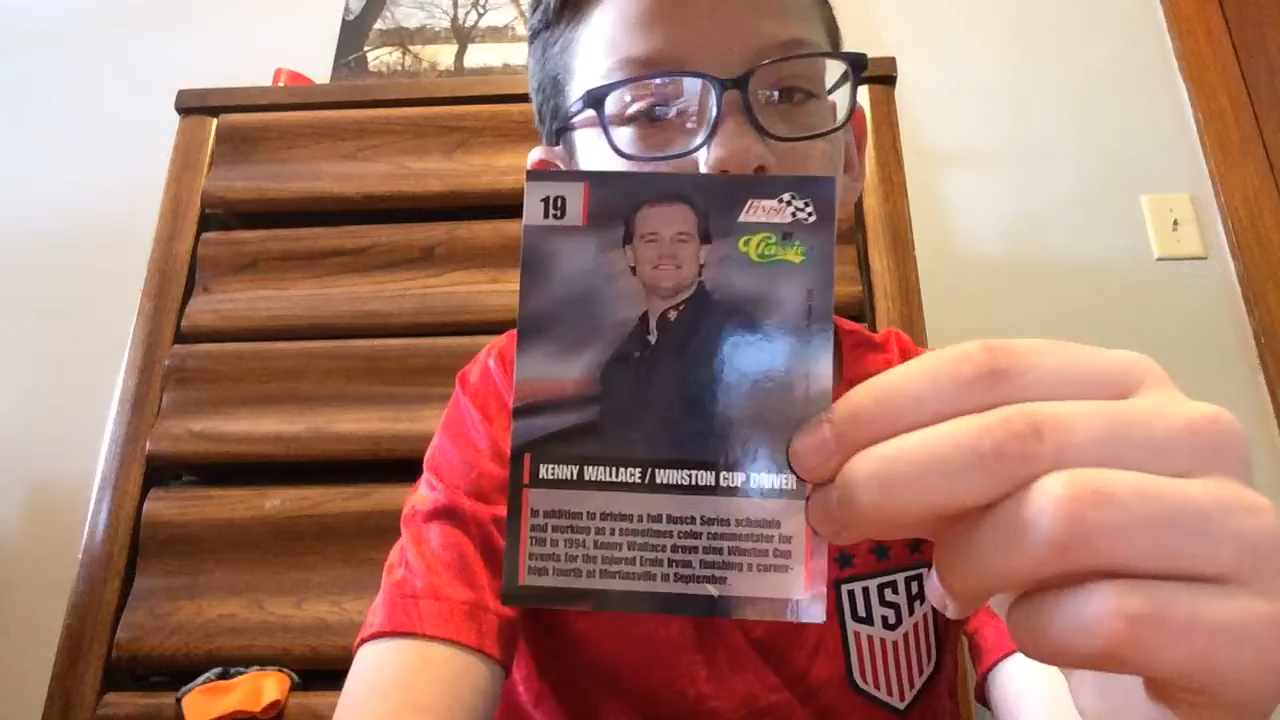 19
Finish
BY
Classic
KENNY WALLACE / WINSTON CUP DRIVER
In addition to driving a full Busch Series schedule
and working as a sometimes color commentator for
TNN in 1994, Kenny Wallace drove nine Winston Cup
events for the injured Ernie Irvan, finishing a career-
high fourth at Martinsville in September.
USA